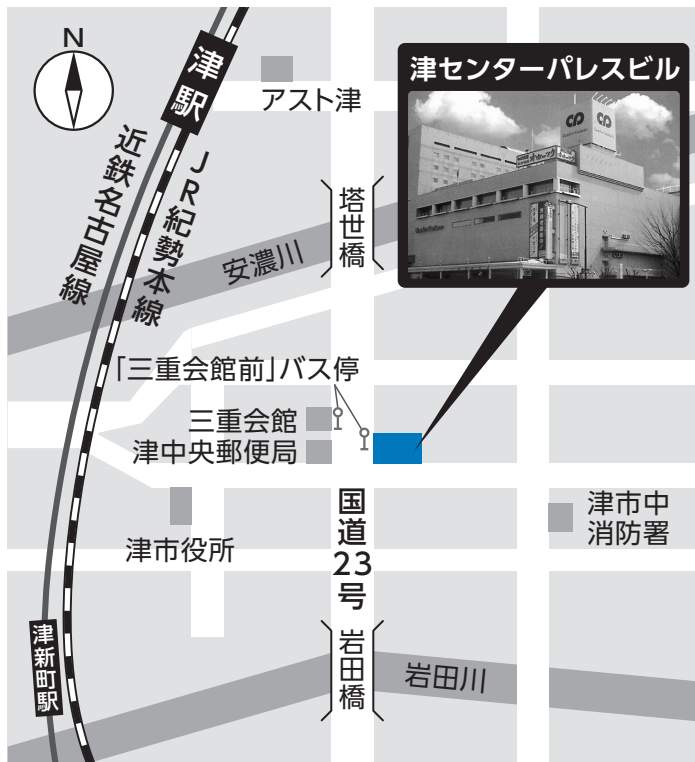 N
津駅
アスト津
津センターパレスビル
近鉄名古屋線
JR紀勢本線
塔世橋
安濃川
「三重会館前」バス停
三重会館
津中央郵便局
国道23号
津市中
消防署
津市役所
津新町駅
岩田橋
岩田川